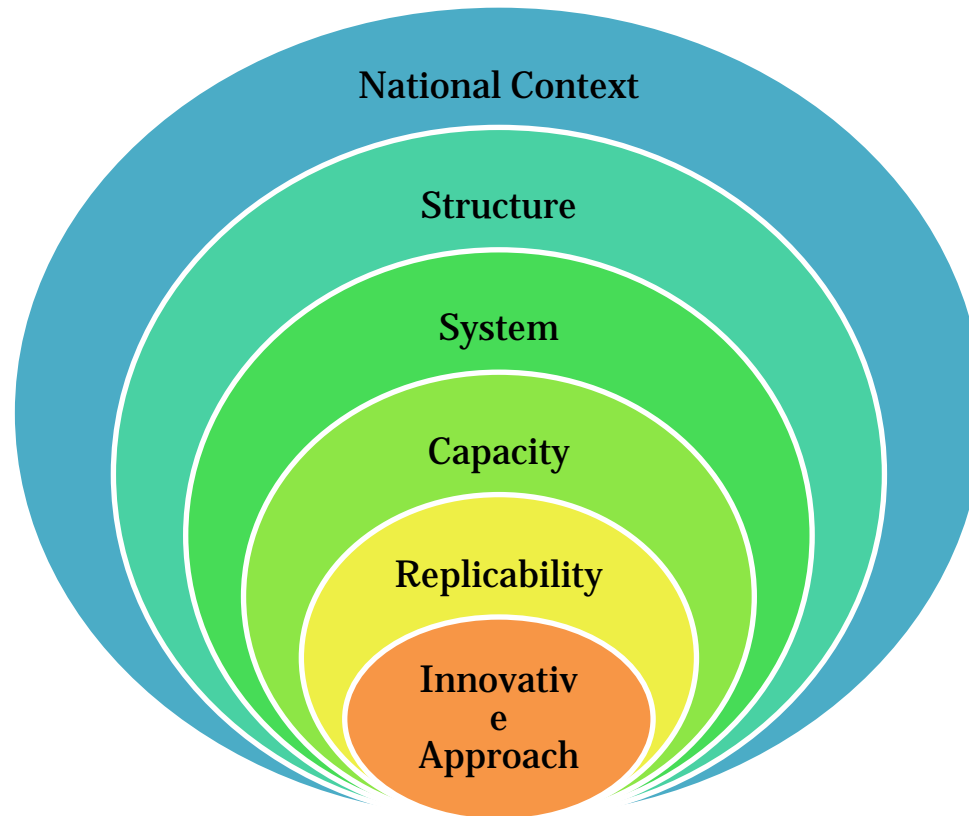 National Context
Structure
System
Capacity
Replicability
Innovativ
e
Approach